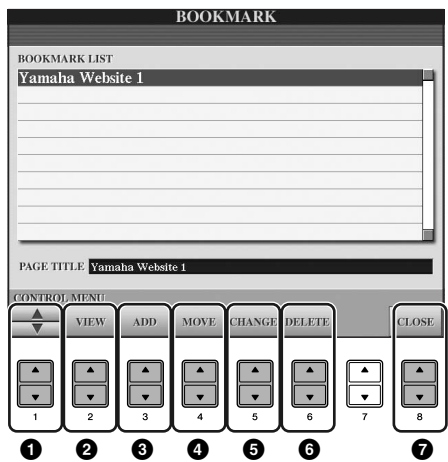 BOOKMARK
BOOKMARK LIST
Yamaha Website 1
PAGE TITLE Yamaha Website 1
CONTROL MENU
VIEW ADD MOVE CHANGE DELETE CLOSE
1 2 3 4 5 6 7 8
1 2 3 4 5 6 7